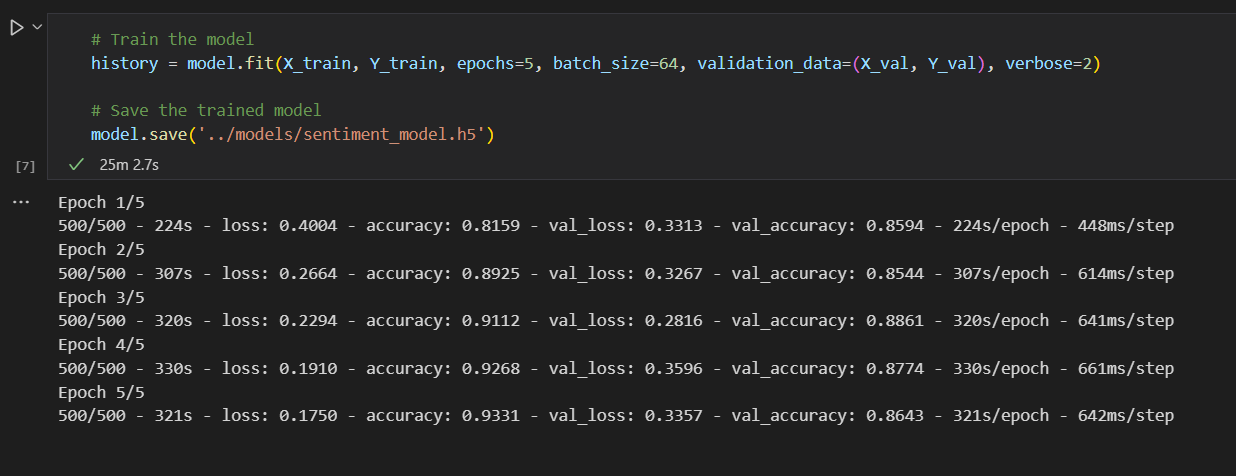 # Train the model
history = model.fit(X_train, Y_train, epochs=5, batch_size=64, validation_data=(X_val, Y_val), verbose=2)
# Save the trained model
model.save('../models/sentiment_model.h5')
[7] 25m 2.7s
Epoch 1/5
500/500 - 224s - loss: 0.4004 - accuracy: 0.8159 - val_loss: 0.3313 - val_accuracy: 0.8594 - 224s/epoch - 448ms/step
Epoch 2/5
500/500 - 307s - loss: 0.2664 - accuracy: 0.8925 - val_loss: 0.3267 - val_accuracy: 0.8544 - 307s/epoch - 614ms/step
Epoch 3/5
500/500 - 320s - loss: 0.2294 - accuracy: 0.9112 - val_loss: 0.2816 - val_accuracy: 0.8861 - 320s/epoch - 641ms/step
Epoch 4/5
500/500 - 330s - loss: 0.1910 - accuracy: 0.9268 - val_loss: 0.3596 - val_accuracy: 0.8774 - 330s/epoch - 661ms/step
Epoch 5/5
500/500 - 321s - loss: 0.1750 - accuracy: 0.9331 - val_loss: 0.3357 - val_accuracy: 0.8643 - 321s/epoch - 642ms/step